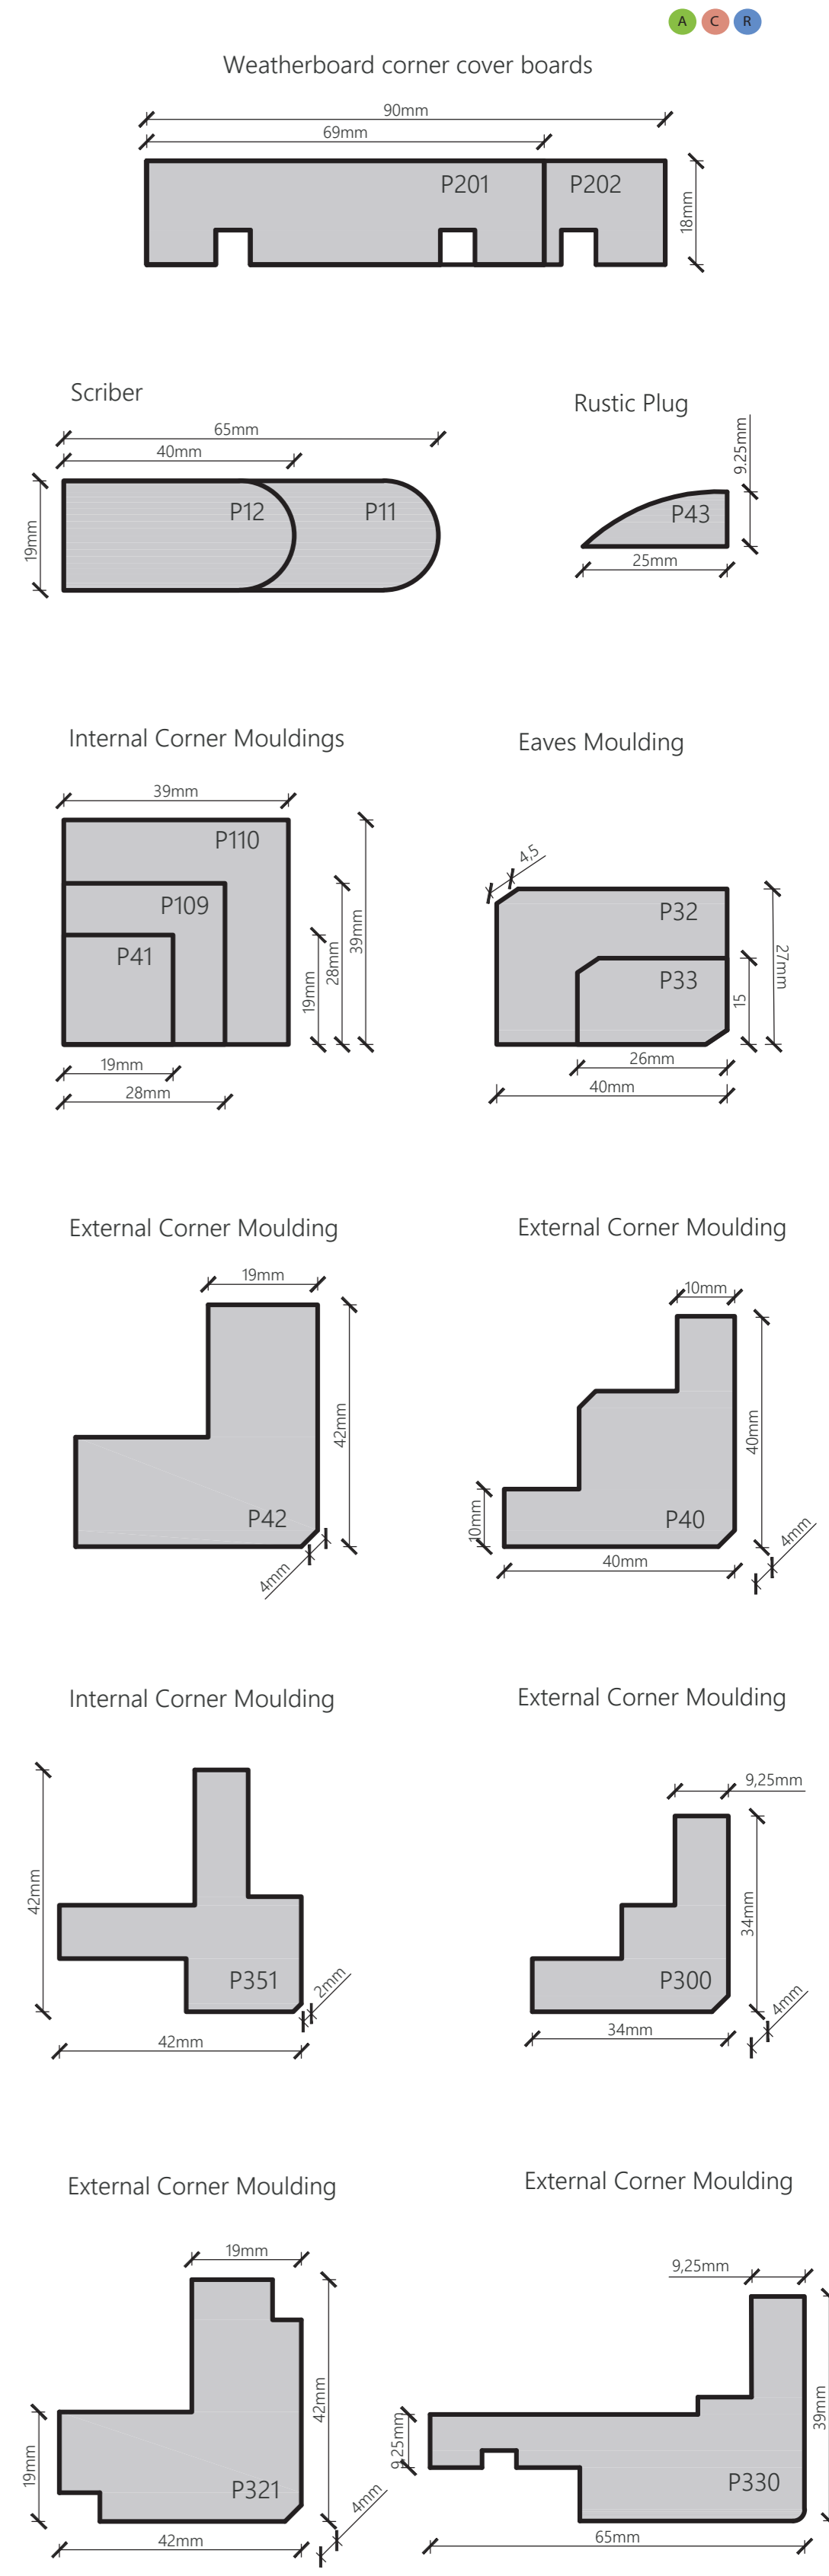 A C R
Weatherboard corner cover boards
90mm
69mm
P201
P202
18mm
Scriber
65mm
40mm
P12
P11
19mm
Rustic Plug
9.25mm
P43
25mm
Internal Corner Mouldings
39mm
P110
P109
P41
19mm
28mm
39mm
19mm
28mm
Eaves Moulding
4,5
P32
P33
27mm
15
26mm
40mm
External Corner Moulding
19mm
42mm
P42
4mm
External Corner Moulding
10mm
40mm
10mm
P40
4mm
40mm
Internal Corner Moulding
42mm
P351
2mm
42mm
External Corner Moulding
9,25mm
34mm
P300
4mm
34mm
External Corner Moulding
19mm
42mm
19mm
P321
4mm
42mm
External Corner Moulding
9,25mm
39mm
9,25mm
P330
65mm